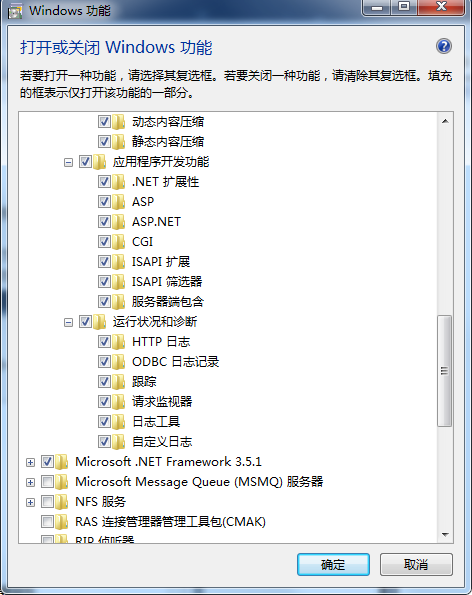 Windows 功能
打开或关闭 Windows 功能
若要打开一种功能，请选择其复选框。若要关闭一种功能，请清除其复选框。填充
的框表示仅打开该功能的一部分。
动态内容压缩
静态内容压缩
应用程序开发功能
.NET 扩展性
ASP
ASP.NET
CGI
ISAPI 扩展
ISAPI 筛选器
服务器端包含
运行状况和诊断
HTTP 日志
ODBC 日志记录
跟踪
请求监视器
日志工具
自定义日志
Microsoft .NET Framework 3.5.1
Microsoft Message Queue (MSMQ) 服务器
NFS 服务
RAS 连接管理器管理工具包(CMAK)
RIP 侦听器
确定
取消